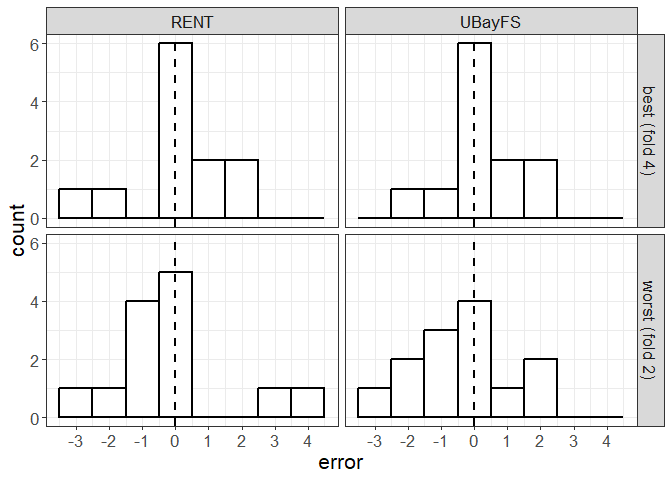 RENT
UBayFS
6
4
2
0
best (fold 4)
6
4
2
0
worst (fold 2)
count
-3 -2 -1 0 1 2 3 4
-3 -2 -1 0 1 2 3 4
error